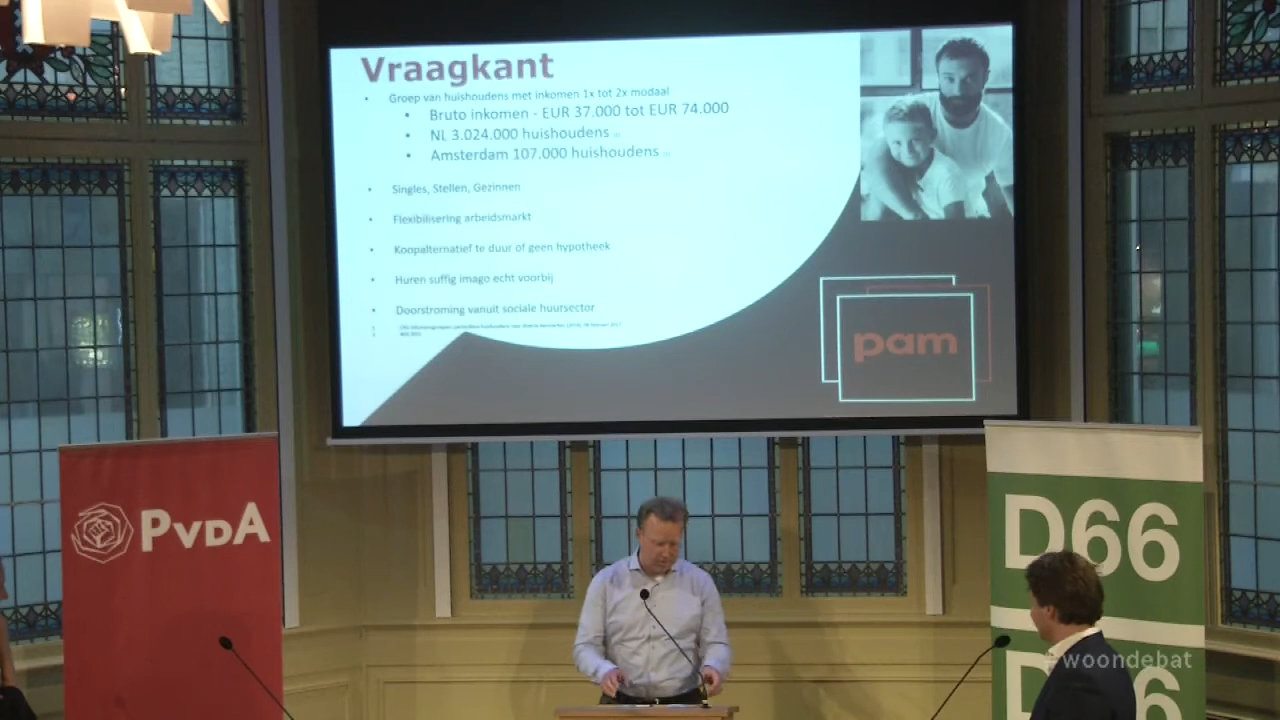 Vraagkant
• Groep van huishoudens met inkomen 1x tot 2x modaal
• Bruto inkomen - EUR 37.000 tot EUR 74.000
• NL 3.024.000 huishoudens
• Amsterdam 107.000 huishoudens
• Singles, Stellen, Gezinnen
• Flexibilisering arbeidsmarkt
• Koopalternatief te duur of geen hypotheek
• Huren suffig imago echt voorbij
• Doorstroming vanuit sociale huursector
pam
PvdA
D66
#woondebat